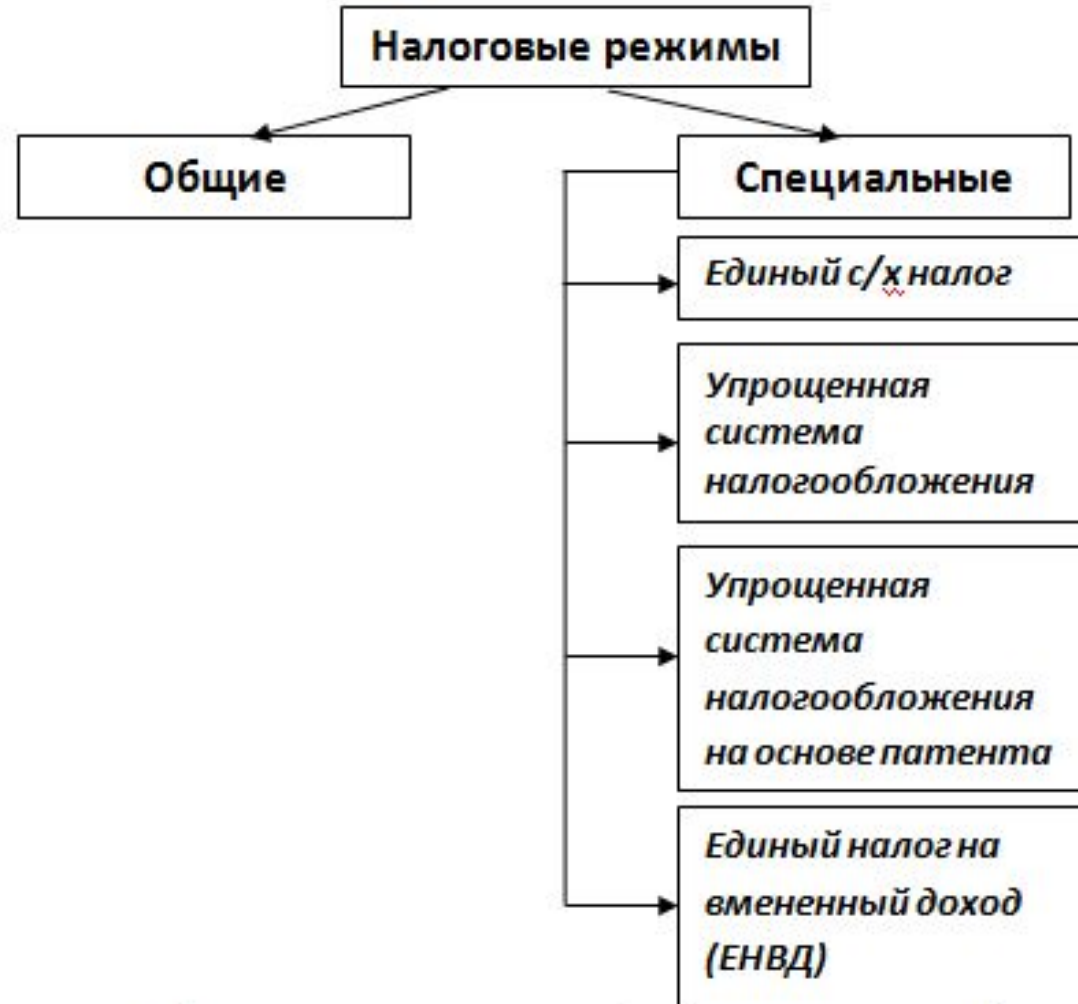 Налоговые режимы
Общие
Специальные
Единый с/х налог
Упрощенная
система
налогообложения
Упрощенная
система
налогообложения
на основе патента
Единый налог на
вмененный доход
(ЕНВД)